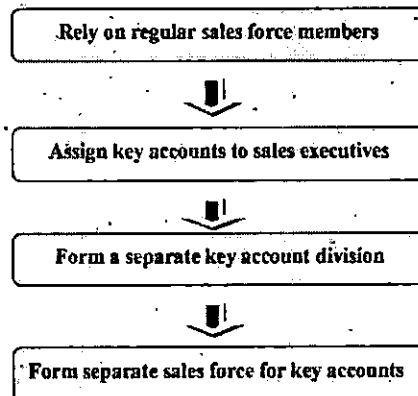 Rely on regular sales force members
Assign key accounts to sales executives
Form a separate key account division
Form separate sales force for key accounts